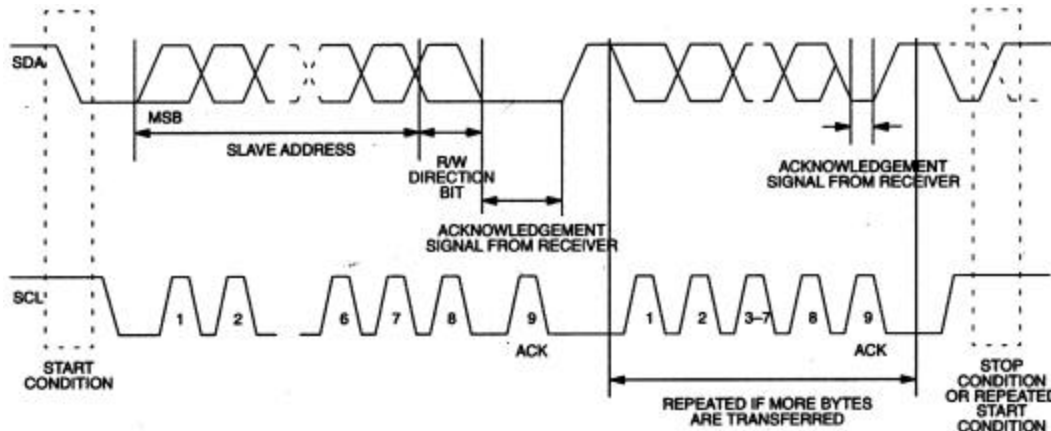 SDA
MSB
SLAVE ADDRESS
R/W
DIRECTION
BIT
ACKNOWLEDGEMENT
SIGNAL FROM RECEIVER
ACKNOWLEDGEMENT
SIGNAL FROM RECEIVER
SCL
1 2 6 7 8 9 1 2 3–7 8 9
ACK ACK
START
CONDITION
REPEATED IF MORE BYTES
ARE TRANSFERRED
STOP
CONDITION
OR REPEATED
START
CONDITION